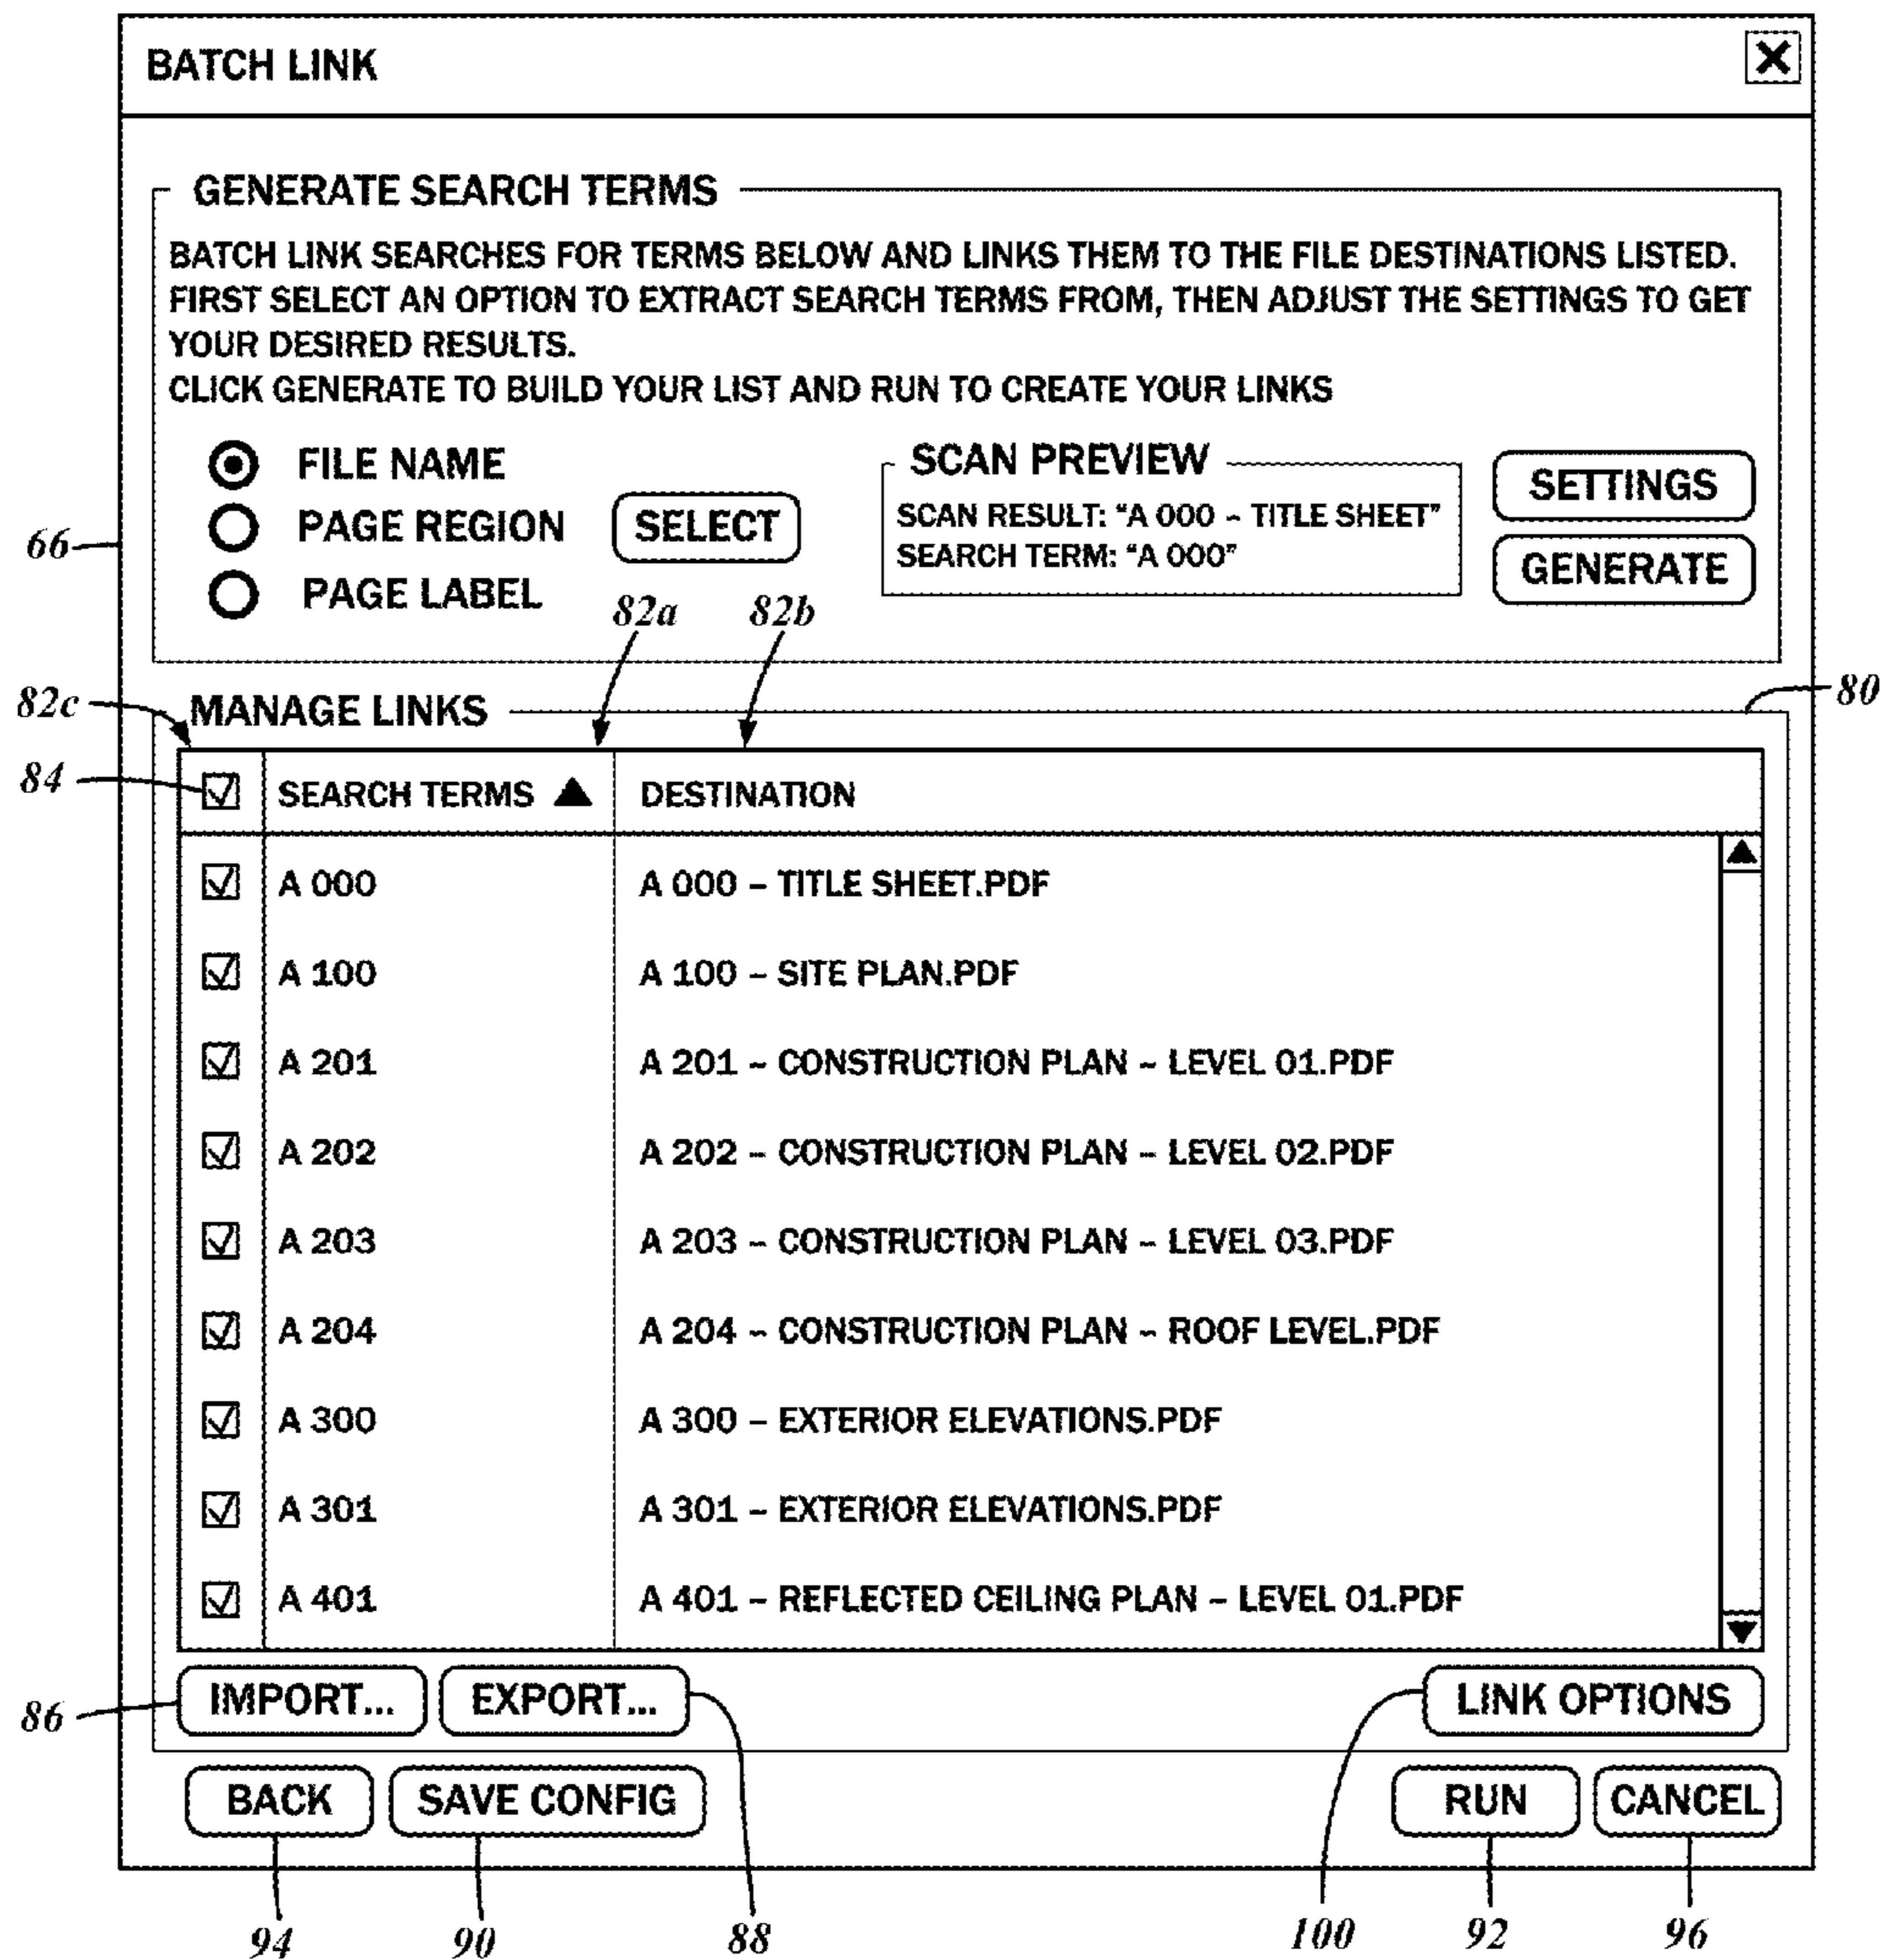 BATCH LINK
GENERATE SEARCH TERMS
BATCH LINK SEARCHES FOR TERMS BELOW AND LINKS THEM TO THE FILE DESTINATIONS LISTED.
FIRST SELECT AN OPTION TO EXTRACT SEARCH TERMS FROM, THEN ADJUST THE SETTINGS TO GET
YOUR DESIRED RESULTS.
CLICK GENERATE TO BUILD YOUR LIST AND RUN TO CREATE YOUR LINKS
FILE NAME
PAGE REGION
SELECT
PAGE LABEL
SCAN PREVIEW
SCAN RESULT: "A 000 – TITLE SHEET"
SEARCH TERM: "A 000"
SETTINGS
GENERATE
66
82a
82b
82c
MANAGE LINKS
80
84
SEARCH TERMS ▲ DESTINATION
A 000 A 000 – TITLE SHEET.PDF
A 100 A 100 – SITE PLAN.PDF
A 201 A 201 – CONSTRUCTION PLAN – LEVEL 01.PDF
A 202 A 202 – CONSTRUCTION PLAN – LEVEL 02.PDF
A 203 A 203 – CONSTRUCTION PLAN – LEVEL 03.PDF
A 204 A 204 – CONSTRUCTION PLAN – ROOF LEVEL.PDF
A 300 A 300 – EXTERIOR ELEVATIONS.PDF
A 301 A 301 – EXTERIOR ELEVATIONS.PDF
A 401 A 401 – REFLECTED CEILING PLAN – LEVEL 01.PDF
86
IMPORT... EXPORT... LINK OPTIONS
BACK SAVE CONFIG RUN CANCEL
94 90 88 100 92 96